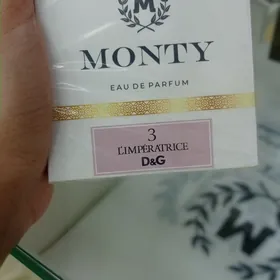 M
MONTY
EAU DE PARFUM
3
L'IMPÉRATRICE
D&G
M